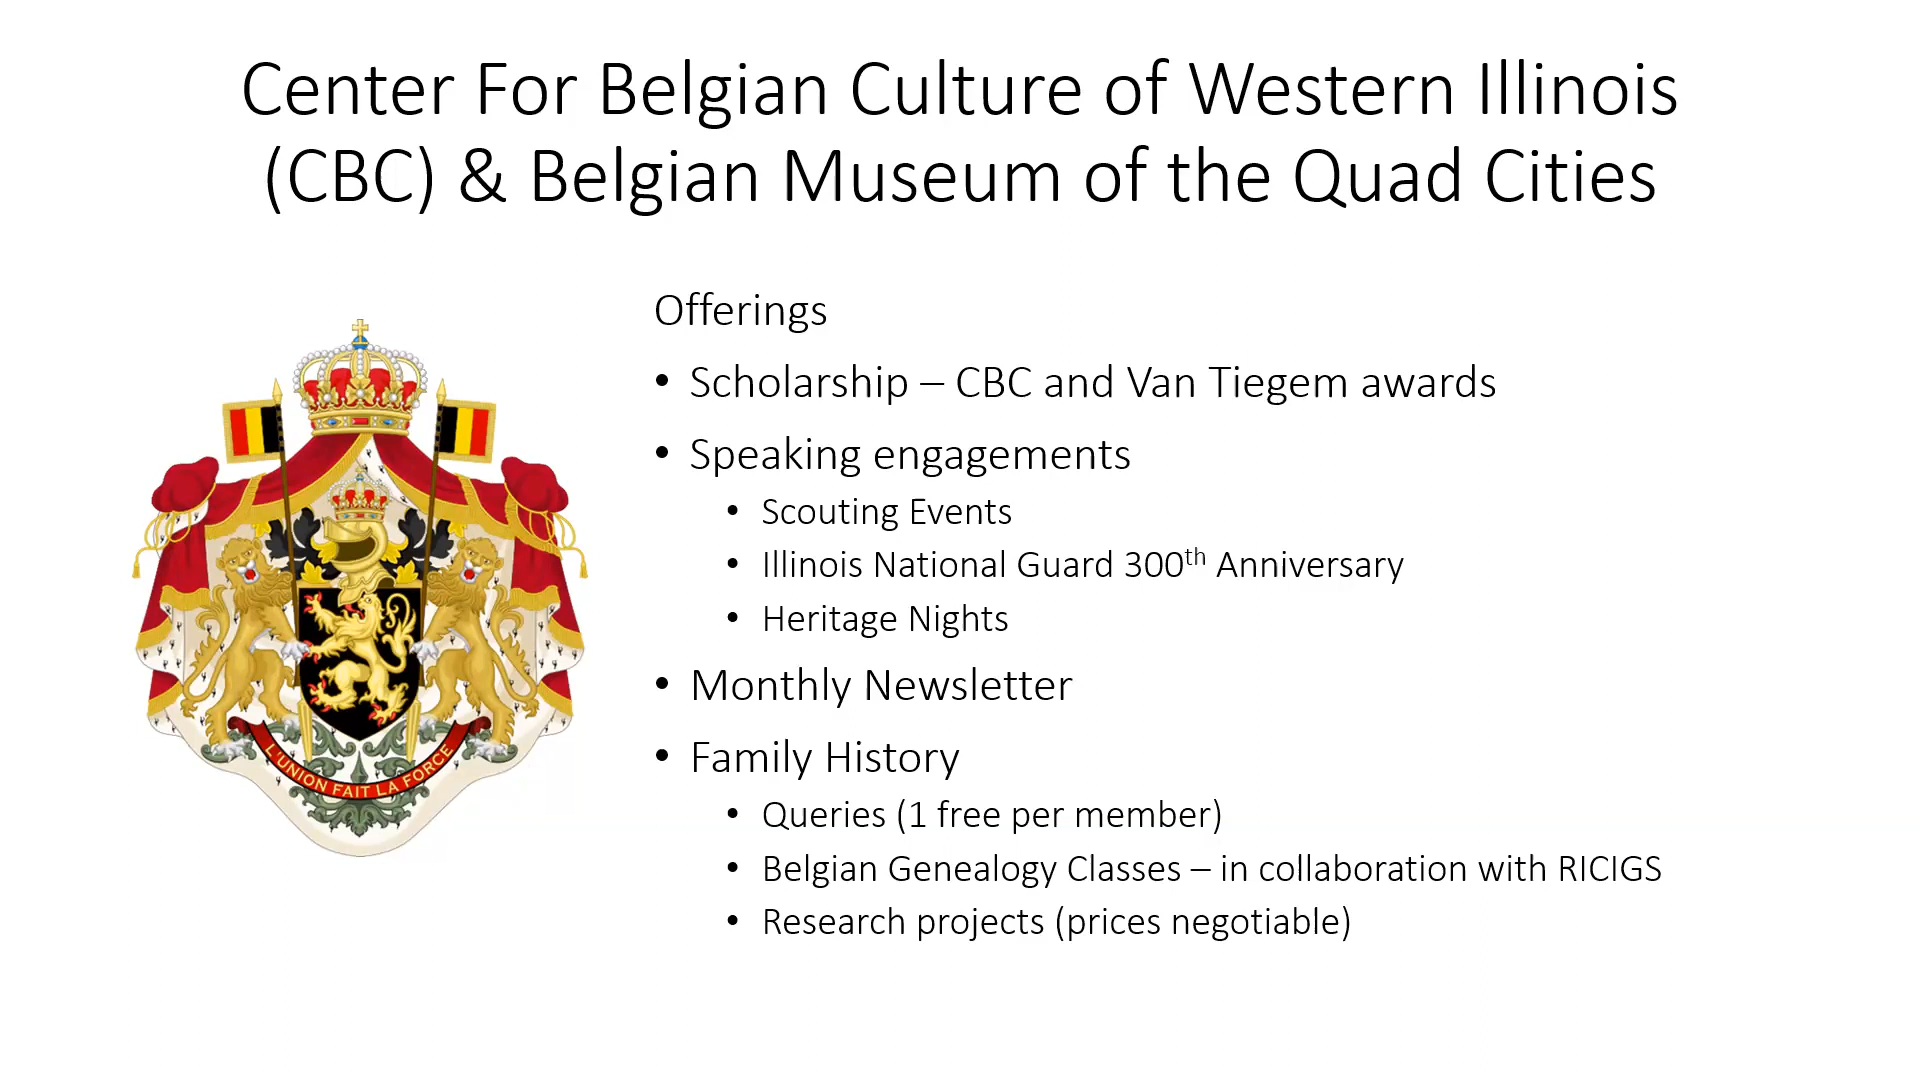 Center For Belgian Culture of Western Illinois
(CBC) & Belgian Museum of the Quad Cities
Offerings
• Scholarship – CBC and Van Tiegem awards
• Speaking engagements
• Scouting Events
• Illinois National Guard 300th Anniversary
• Heritage Nights
• Monthly Newsletter
• Family History
• Queries (1 free per member)
• Belgian Genealogy Classes – in collaboration with RICIGS
• Research projects (prices negotiable)
L'UNION FAIT LA FORCE